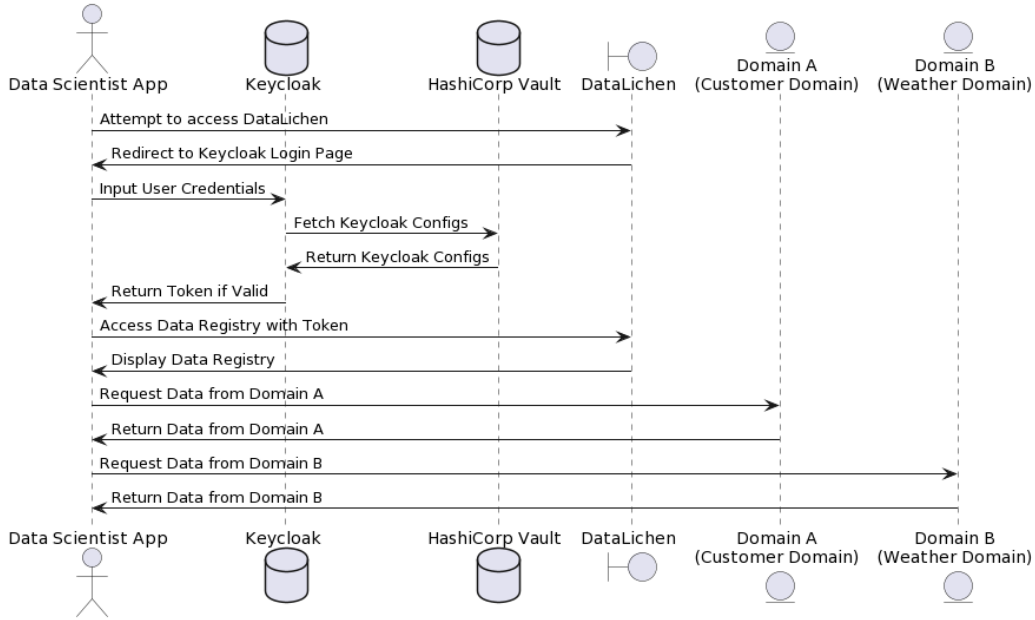 Data Scientist App
Keycloak
HashiCorp Vault
DataLichen
Domain A
(Customer Domain)
Domain B
(Weather Domain)
Attempt to access DataLichen
Redirect to Keycloak Login Page
Input User Credentials
Fetch Keycloak Configs
Return Keycloak Configs
Return Token if Valid
Access Data Registry with Token
Display Data Registry
Request Data from Domain A
Return Data from Domain A
Request Data from Domain B
Return Data from Domain B
Data Scientist App
Keycloak
HashiCorp Vault
DataLichen
Domain A
(Customer Domain)
Domain B
(Weather Domain)